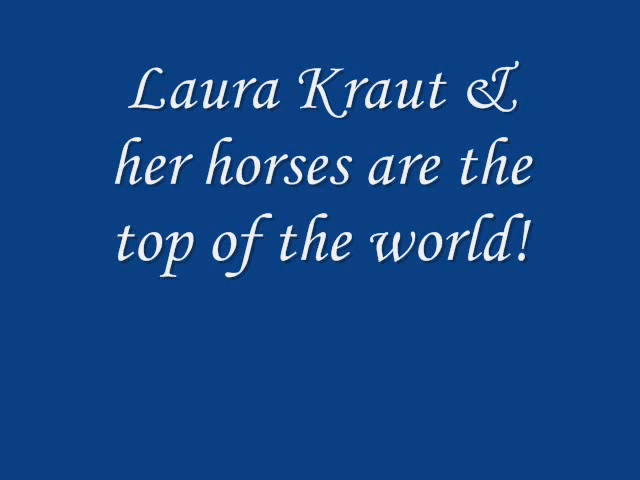 Laura Kraut &
her horses are the
top of the world!